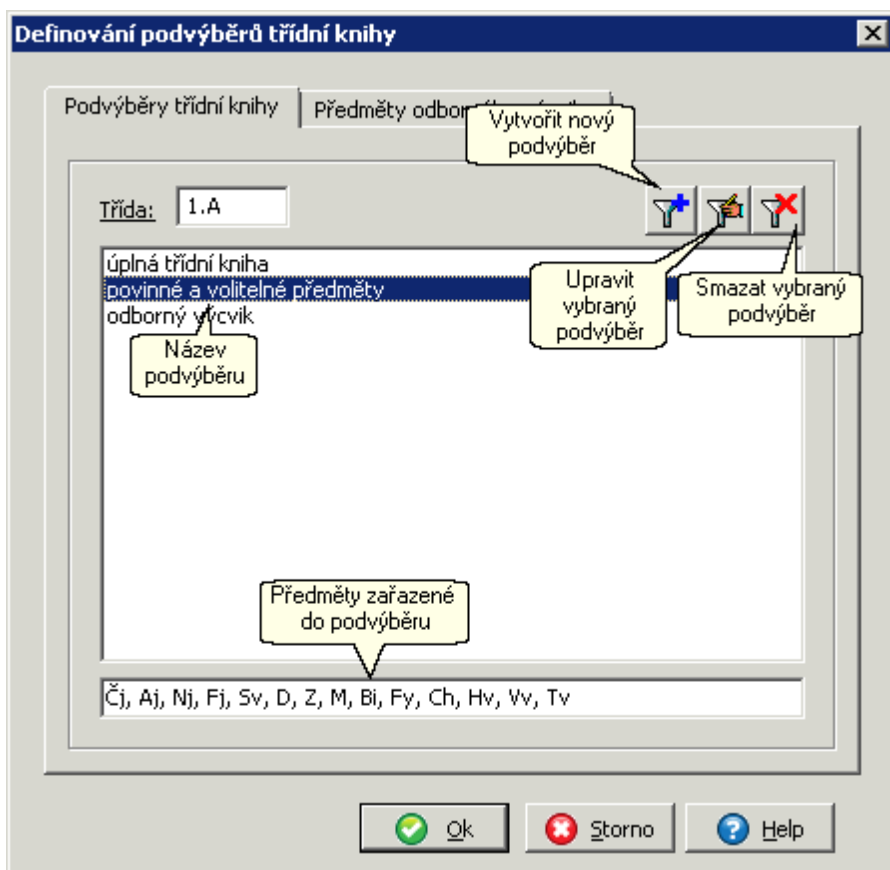 Definování podvýběrů třídní knihy
Podvýběry třídní knihy
Předměty
Vytvořit nový
podvýběr
Třída:
1.A
úplná třídní kniha
povinné a volitelné předměty
odborný výcvik
Upravit
vybraný
podvýběr
Smazat vybraný
podvýběr
Název
podvýběru
Předměty zařazené
do podvýběru
Čj, Aj, Nj, Fj, Sv, D, Z, M, Bi, Fy, Ch, Hv, Vv, Tv
Ok
Storno
Help